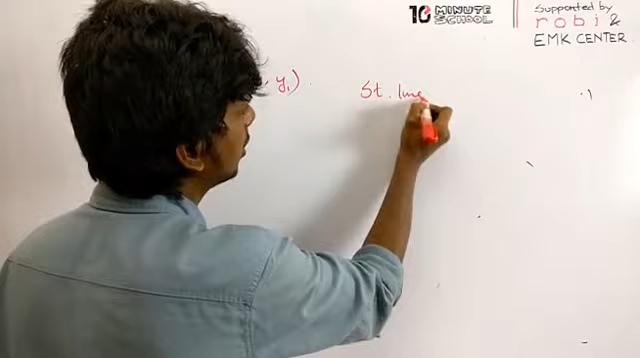 10 MINUTE SCHOOL
Supported by
robi &
EMK CENTER
y₁).
St. line